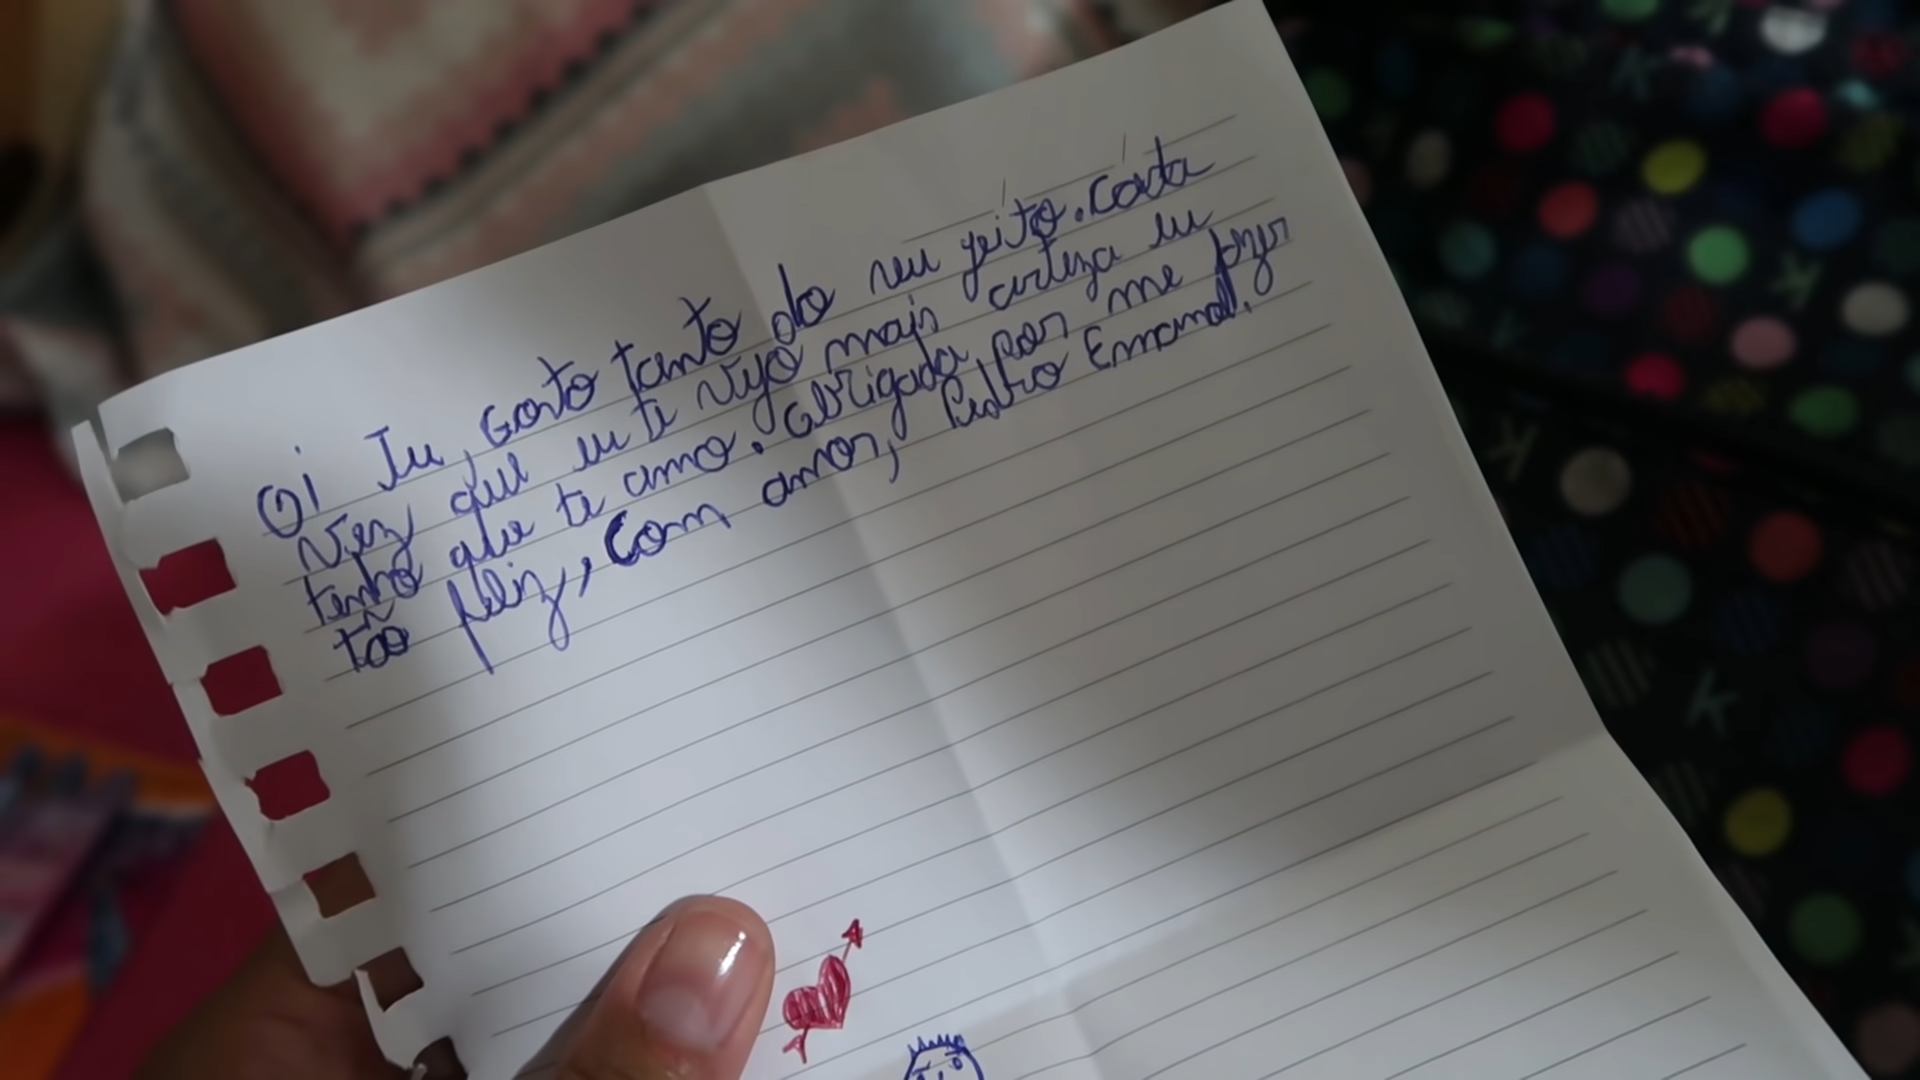 Oi Ju, Gosto tanto do seu jeito. Cada
Vez que eu te vejo mais certeza eu
tenho que te amo. Obrigada por me fazer
tão feliz, Com amor, Pedro Emanoel.